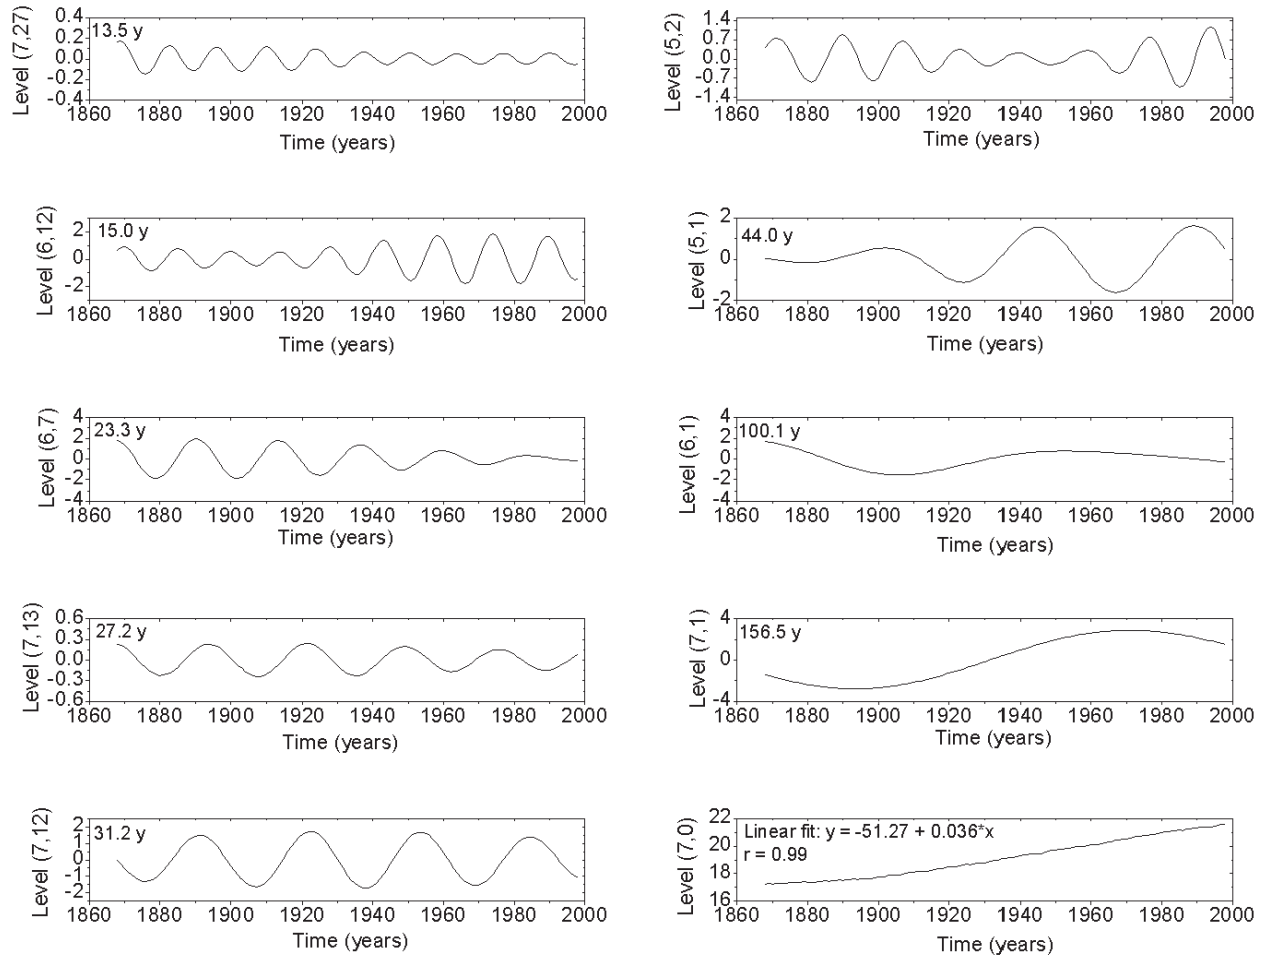 Level (7,27)
0.4
0.2
0.0
-0.2
-0.4
13.5 y
1860 1880 1900 1920 1940 1960 1980 2000
Time (years)
Level (5,2)
1.4
0.7
0.0
-0.7
-1.4
1860 1880 1900 1920 1940 1960 1980 2000
Time (years)
Level (6,12)
2
0
-2
15.0 y
1860 1880 1900 1920 1940 1960 1980 2000
Time (years)
Level (5,1)
2
0
-2
44.0 y
1860 1880 1900 1920 1940 1960 1980 2000
Time (years)
Level (6,7)
4
2
0
-2
-4
23.3 y
1860 1880 1900 1920 1940 1960 1980 2000
Time (years)
Level (6,1)
4
2
0
-2
-4
100.1 y
1860 1880 1900 1920 1940 1960 1980 2000
Time (years)
Level (7,13)
0.6
0.3
0.0
-0.3
-0.6
27.2 y
1860 1880 1900 1920 1940 1960 1980 2000
Time (years)
Level (7,1)
4
0
-4
156.5 y
1860 1880 1900 1920 1940 1960 1980 2000
Time (years)
Level (7,12)
2
1
0
-1
-2
31.2 y
1860 1880 1900 1920 1940 1960 1980 2000
Time (years)
Level (7,0)
22
20
18
16
Linear fit: y = -51.27 + 0.036*x
r = 0.99
1860 1880 1900 1920 1940 1960 1980 2000
Time (years)